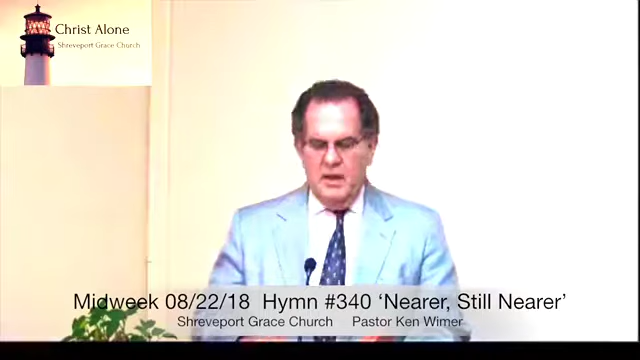 Christ Alone
Shreveport Grace Church
Midweek 08/22/18 Hymn #340 ‘Nearer, Still Nearer’
Shreveport Grace Church Pastor Ken Wimer